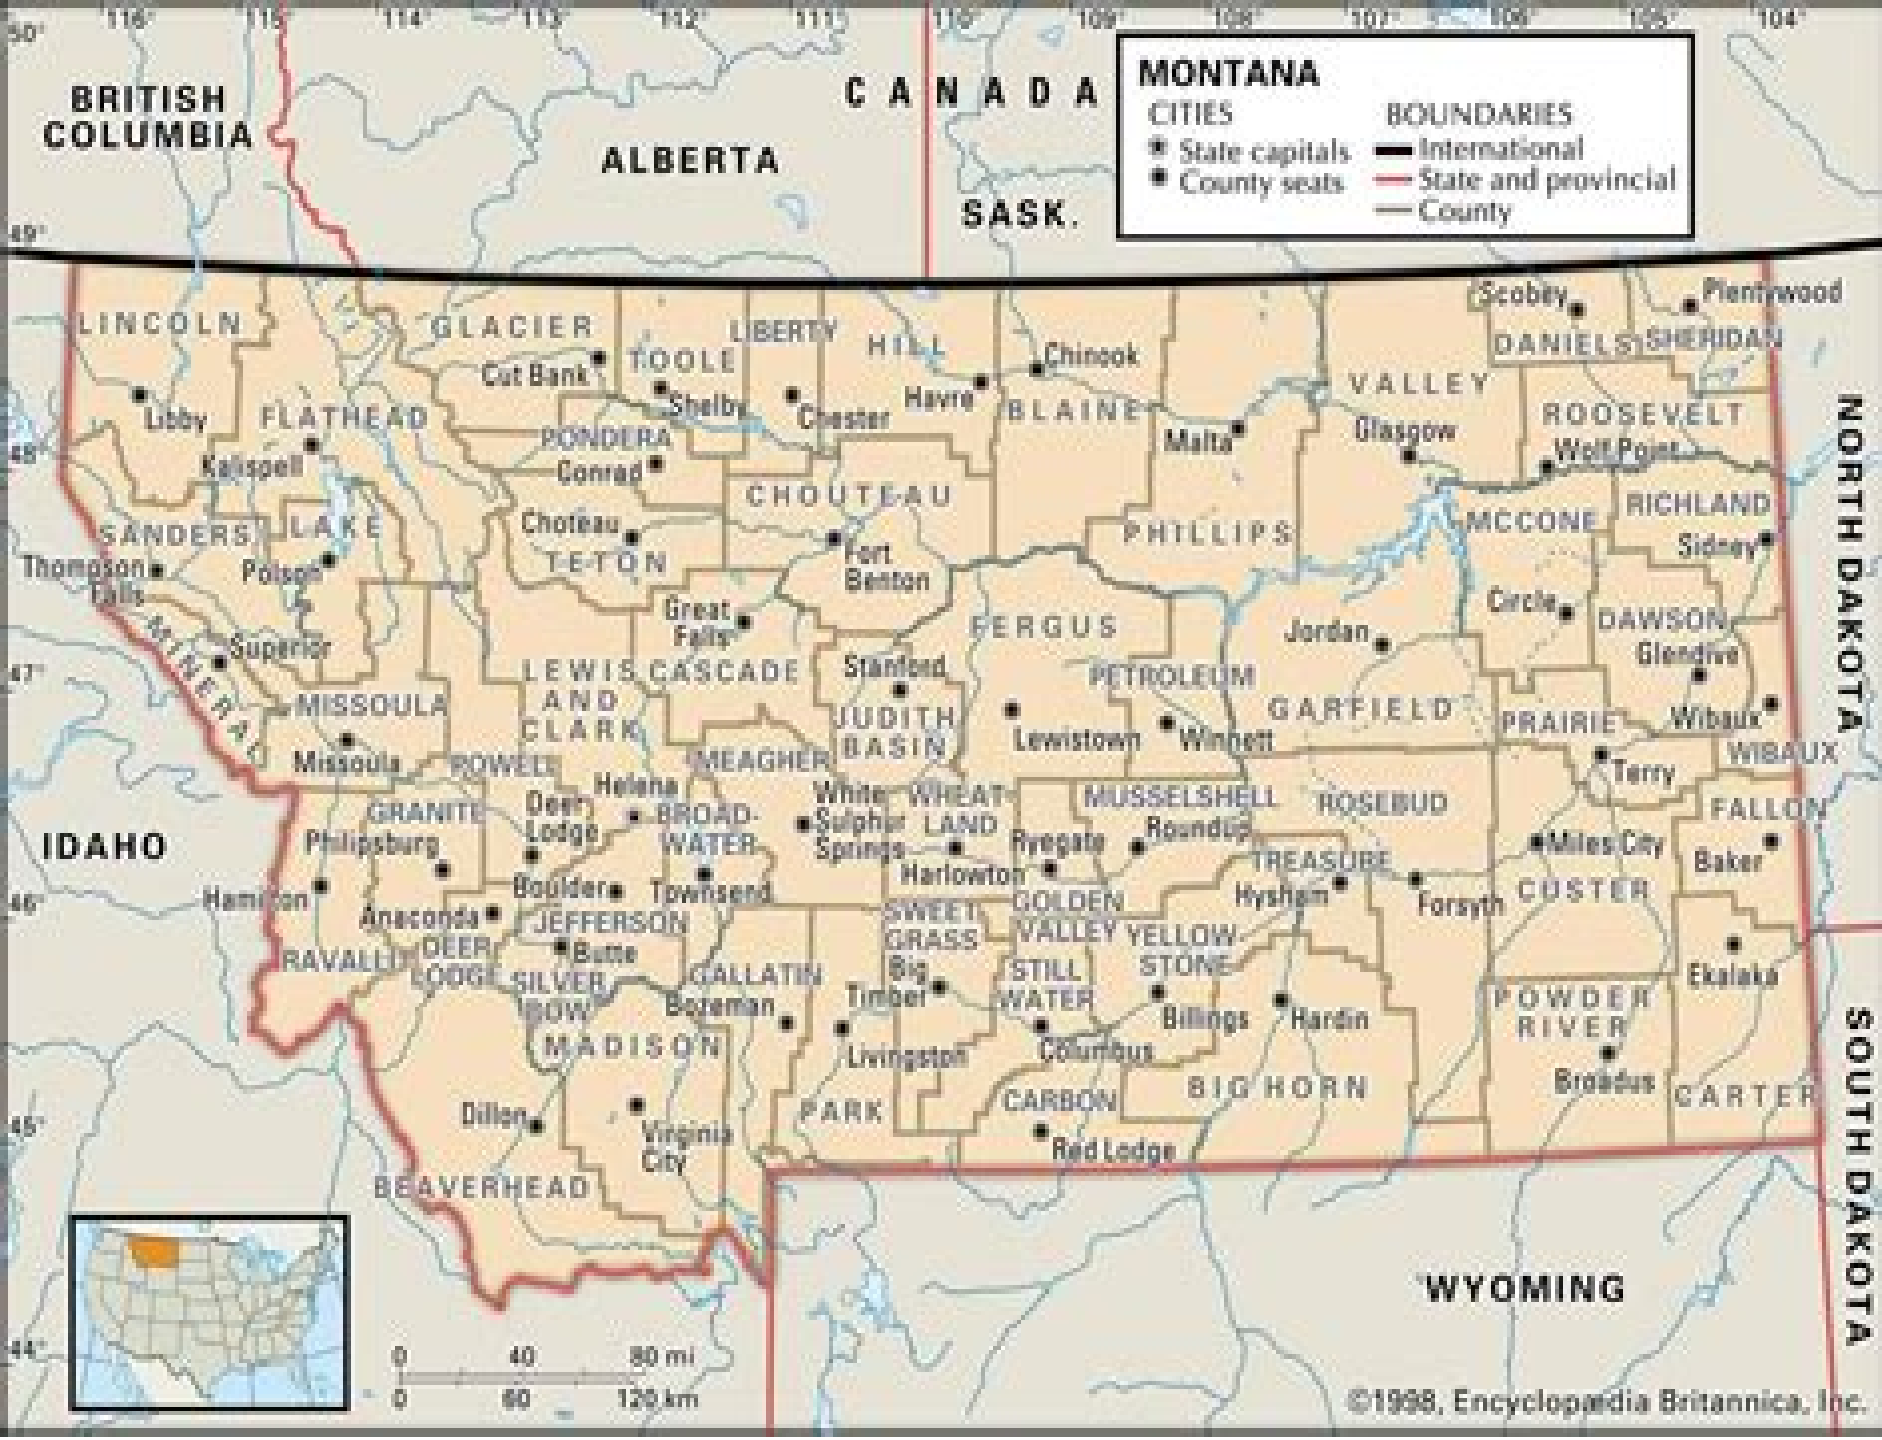 116° 115° 114° 113° 112° 111° 110° 109° 108° 107° 106° 105° 104°
50°
49°
48°
47°
46°
45°
44°
BRITISH
COLUMBIA
CANADA
ALBERTA
SASK.
MONTANA
CITIES
State capitals
County seats
BOUNDARIES
International
State and provincial
County
LINCOLN
Libby
FLATHEAD
Kalispell
GLACIER
Cut Bank
TOOLE
Shelby
LIBERTY
Chester
HILL
Havre
Chinook
BLAINE
Malta
PHILLIPS
VALLEY
Glasgow
Scobey
DANIELS
Plentywood
SHERIDAN
ROOSEVELT
Wolf Point
PONDERA
Conrad
CHOUTEAU
Fort
Benton
Choteau
TETON
SANDERS
Thompson
Falls
LAKE
Polson
MINERAL
Superior
MISSOULA
Missoula
LEWIS
AND
CLARK
Helena
Great
Falls
CASCADE
Stanford
JUDITH
BASIN
FERGUS
Lewistown
PETROLEUM
Winnett
Jordan
GARFIELD
MCCONE
Circle
RICHLAND
Sidney
DAWSON
Glendive
PRAIRIE
Terry
Wibaux
WIBAUX
POWELL
Deer
Lodge
GRANITE
Philipsburg
MEAGHER
White
Sulphur
Springs
BROAD-
WATER
Townsend
WHEAT-
LAND
Harlowton
MUSSELSHELL
Roundup
Ryegate
GOLDEN
VALLEY
ROSEBUD
Forsyth
TREASURE
Hysham
Miles City
CUSTER
FALLON
Baker
Hamilton
RAVALLI
Anaconda
DEER
LODGE
Boulder
JEFFERSON
Butte
SILVER
BOW
GALLATIN
Bozeman
SWEET
GRASS
Big
Timber
STILL
WATER
Columbus
YELLOW
STONE
Billings
Hardin
BIG HORN
POWDER
RIVER
Broadus
Ekalaka
CARTER
MADISON
Virginia
City
Livingston
PARK
CARBON
Red Lodge
Dillon
BEAVERHEAD
IDAHO
WYOMING
NORTH DAKOTA
SOUTH DAKOTA
0 40 80 mi
0 60 120 km
©1998, Encyclopædia Britannica, Inc.